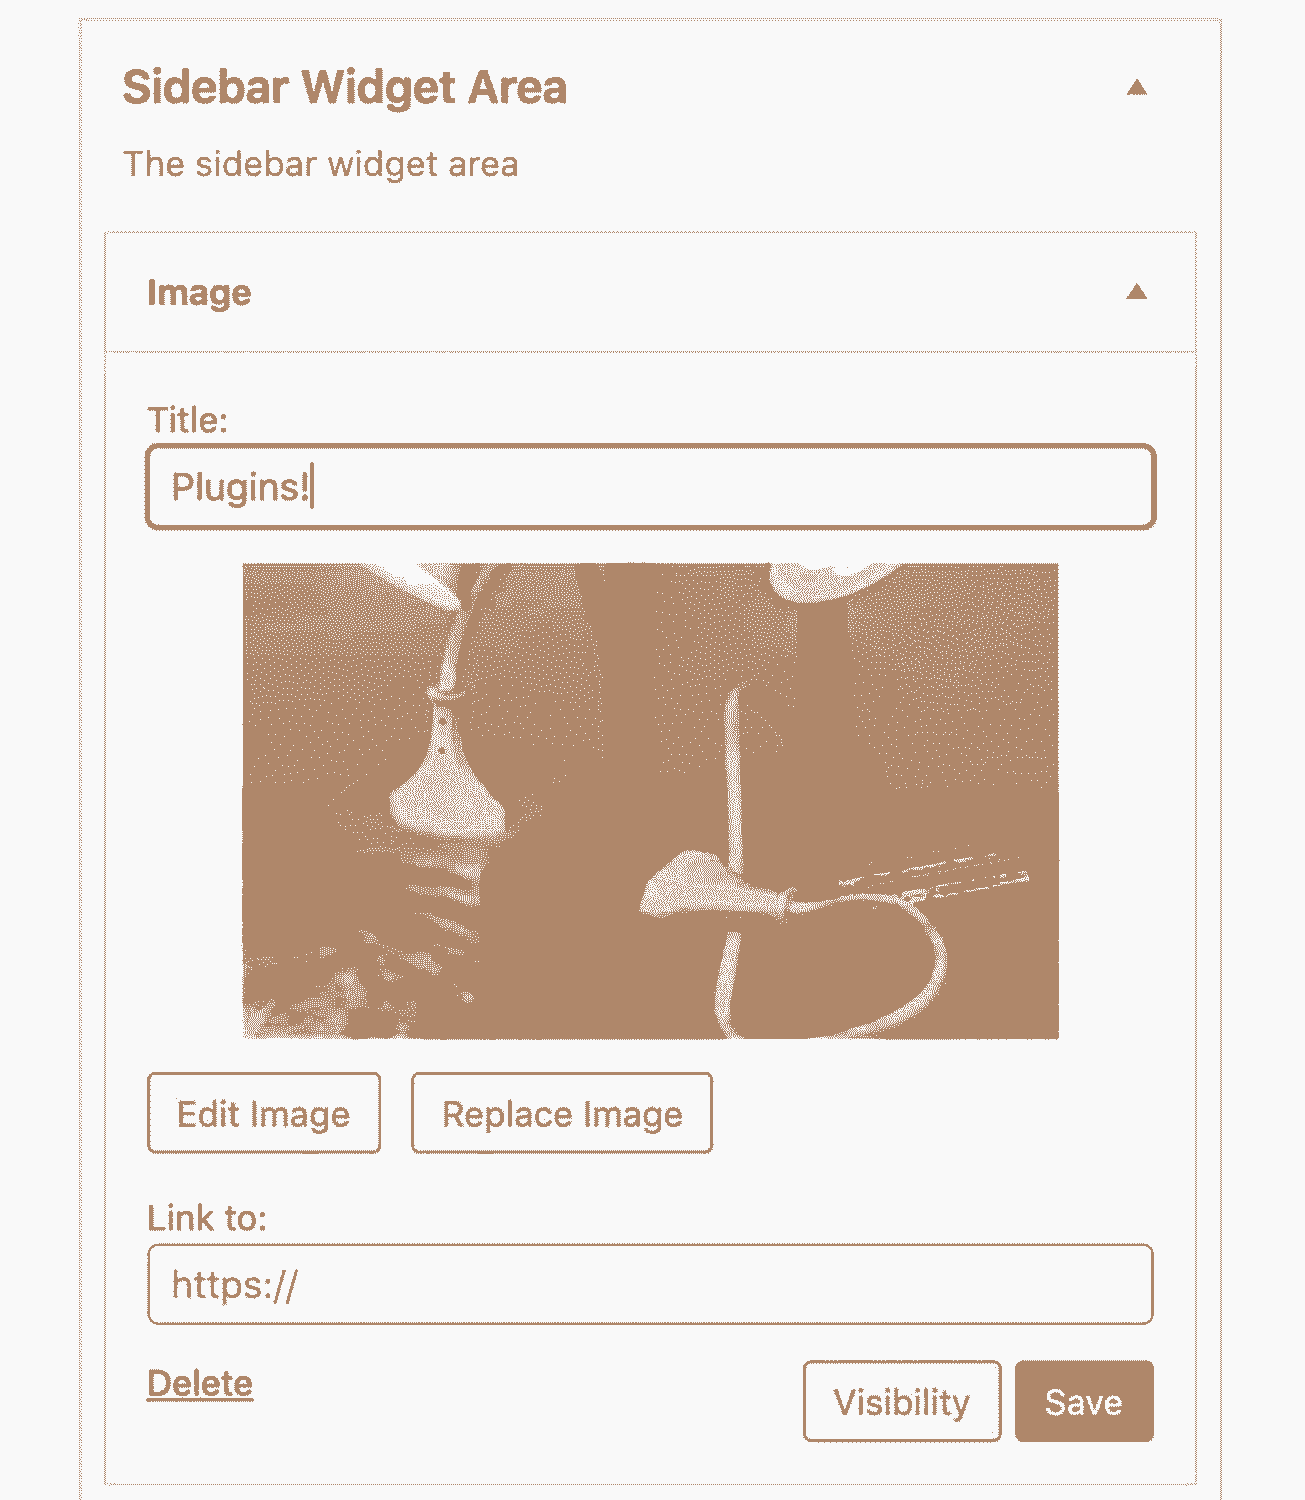 Sidebar Widget Area
The sidebar widget area
Image
Title:
Plugins!
Edit Image
Replace Image
Link to:
https://
Delete
Visibility
Save